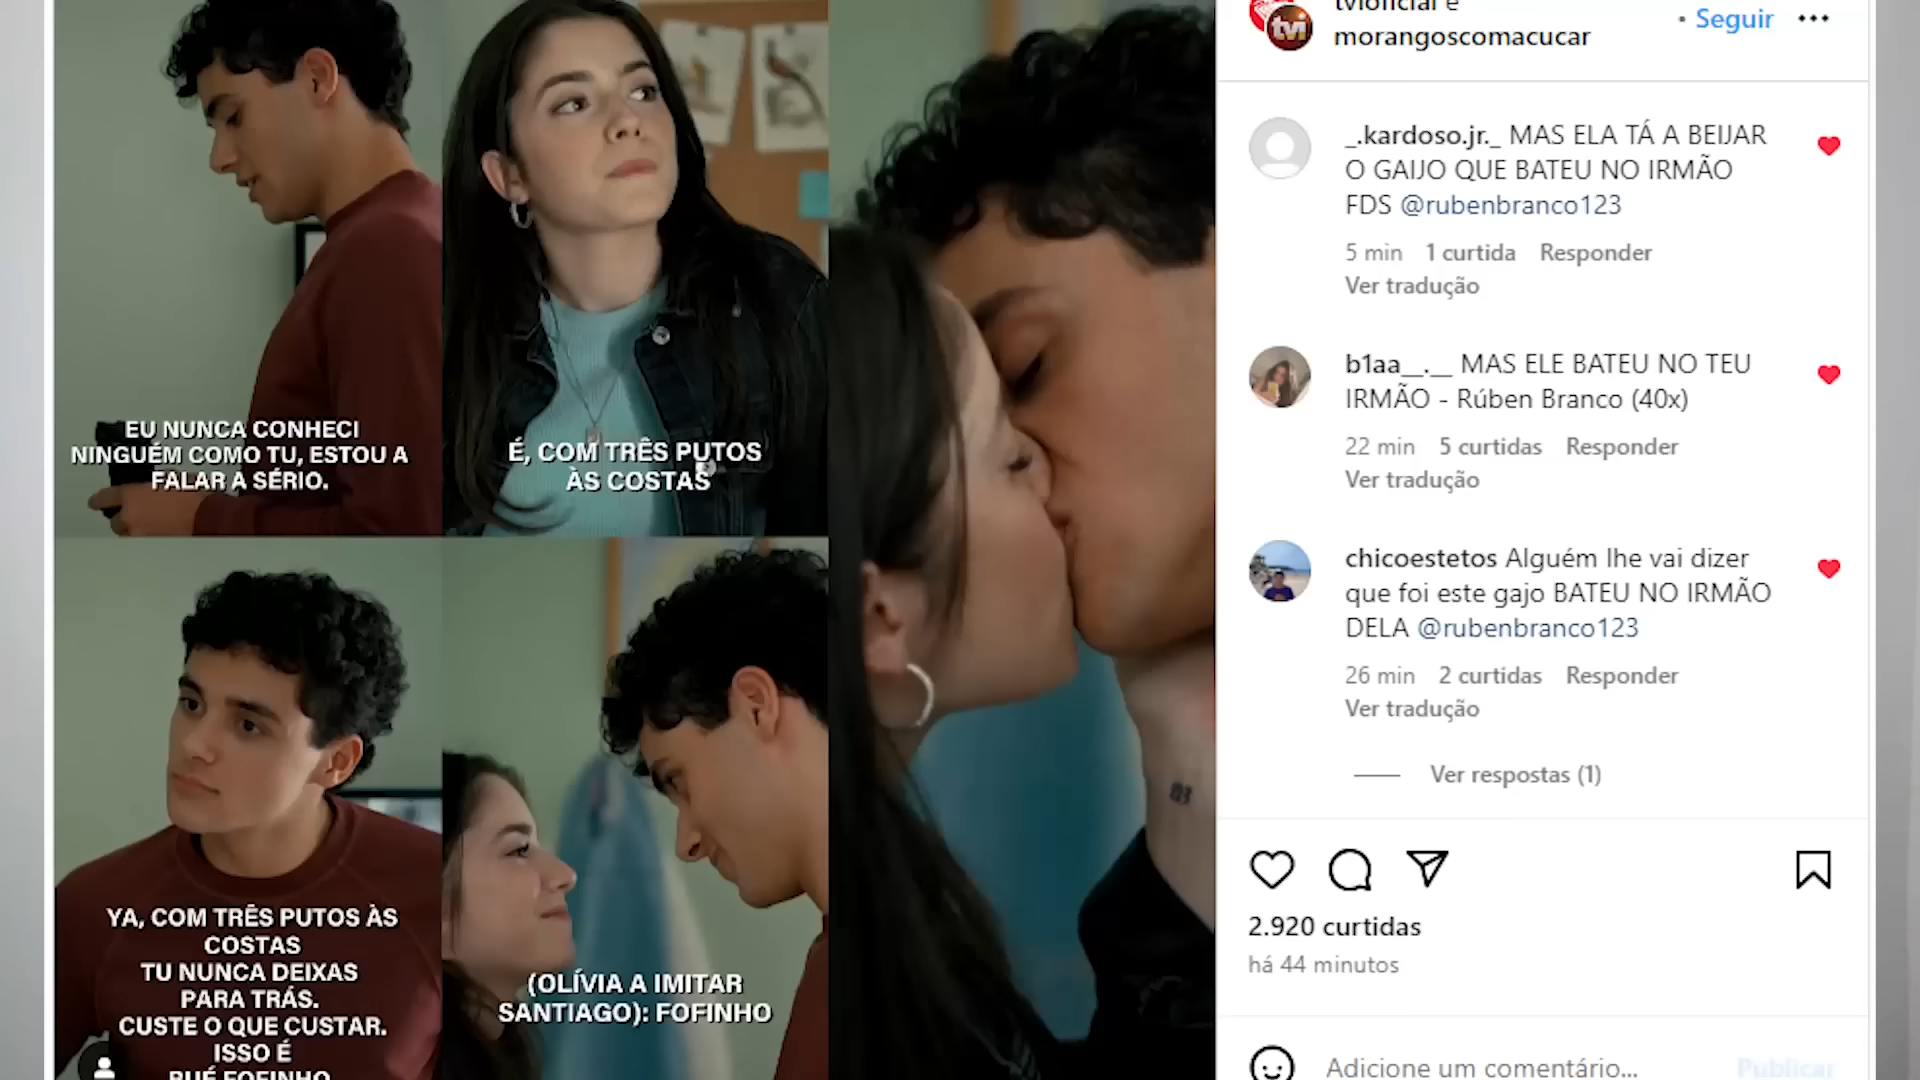 EU NUNCA CONHECI
NINGUÉM COMO TU, ESTOU A
FALAR A SÉRIO.
É, COM TRÊS PUTOS
ÀS COSTAS
YA, COM TRÊS PUTOS ÀS
COSTAS
TU NUNCA DEIXAS
PARA TRÁS.
CUSTE O QUE CUSTAR.
ISSO É
BUÉ FOFINHO
(OLÍVIA A IMITAR
SANTIAGO): FOFINHO
tvioficial e
morangoscomacucar
• Seguir
tvi
_.kardoso.jr._ MAS ELA TÁ A BEIJAR
O GAIJO QUE BATEU NO IRMÃO
FDS @rubenbranco123
5 min 1 curtida Responder
Ver tradução
b1aa__.__ MAS ELE BATEU NO TEU
IRMÃO - Rúben Branco (40x)
22 min 5 curtidas Responder
Ver tradução
chicoestetos Alguém lhe vai dizer
que foi este gajo BATEU NO IRMÃO
DELA @rubenbranco123
26 min 2 curtidas Responder
Ver tradução
Ver respostas (1)
2.920 curtidas
há 44 minutos
Adicione um comentário...
Publicar